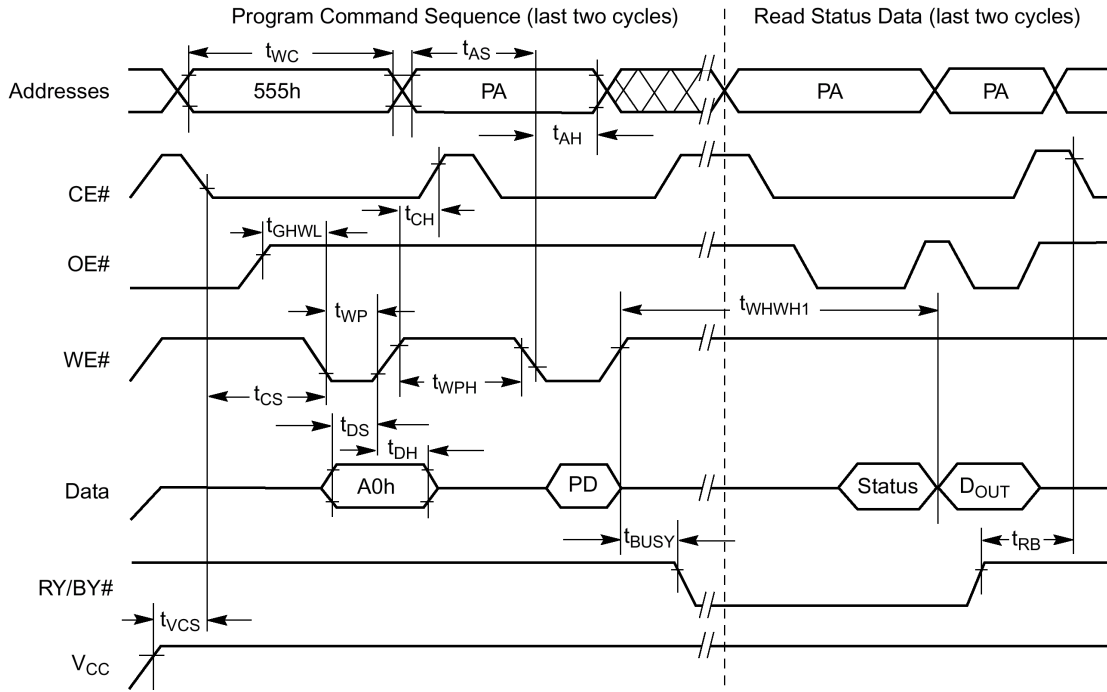 Program Command Sequence (last two cycles) Read Status Data (last two cycles)
tWC tAS
Addresses 555h PA PA PA
tAH
CE#
tCH
tGHWL
OE#
tWP tWHWH1
WE#
tCS tWPH
tDS
tDH
Data A0h PD Status DOUT
tBUSY tRB
RY/BY#
tVCS
VCC